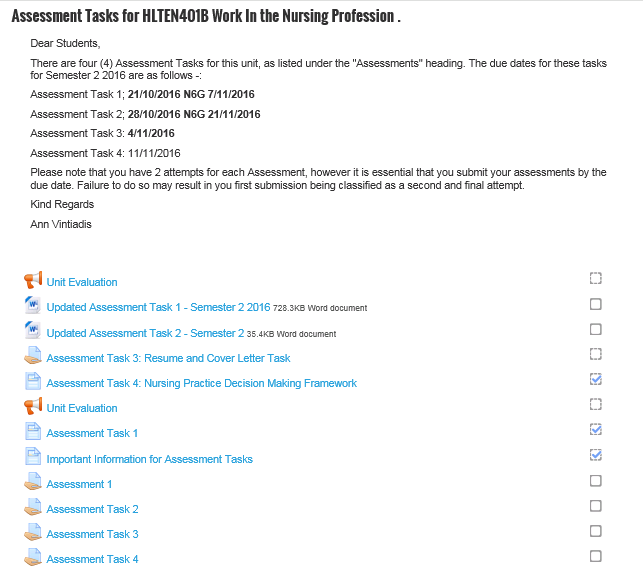 Assessment Tasks for HLTEN401B Work In the Nursing Profession .
Dear Students,
There are four (4) Assessment Tasks for this unit, as listed under the "Assessments" heading. The due dates for these tasks
for Semester 2 2016 are as follows -:
Assessment Task 1; 21/10/2016 N6G 7/11/2016
Assessment Task 2; 28/10/2016 N6G 21/11/2016
Assessment Task 3: 4/11/2016
Assessment Task 4: 11/11/2016
Please note that you have 2 attempts for each Assessment, however it is essential that you submit your assessments by the
due date. Failure to do so may result in you first submission being classified as a second and final attempt.
Kind Regards
Ann Vintiadis
Unit Evaluation
Updated Assessment Task 1 - Semester 2 2016 728.3KB Word document
Updated Assessment Task 2 - Semester 2 35.4KB Word document
Assessment Task 3: Resume and Cover Letter Task
Assessment Task 4: Nursing Practice Decision Making Framework
Unit Evaluation
Assessment Task 1
Important Information for Assessment Tasks
Assessment 1
Assessment Task 2
Assessment Task 3
Assessment Task 4